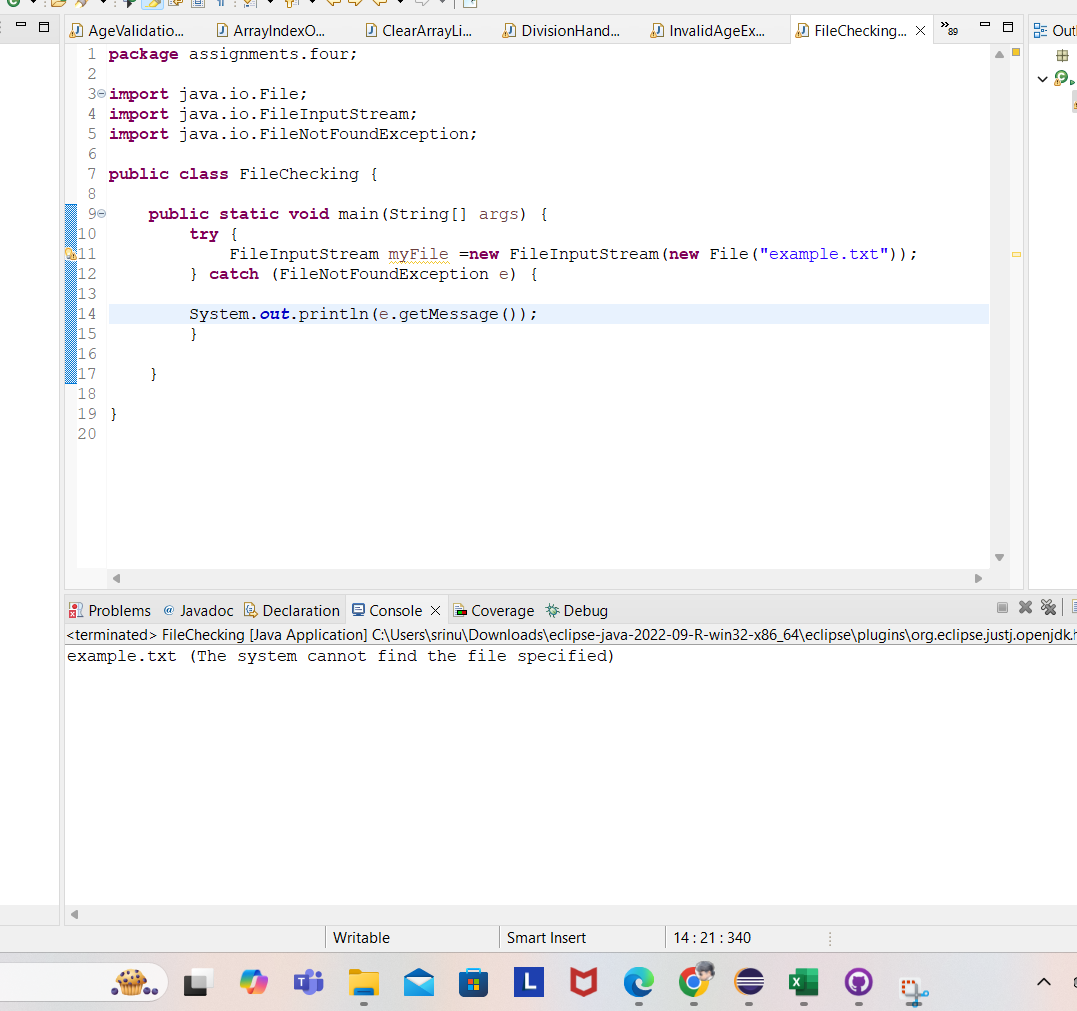 AgeValidatio...
ArrayIndexO...
ClearArrayLi...
DivisionHand...
InvalidAgeEx...
FileChecking...
»89
1 package assignments.four;
2
3 import java.io.File;
4 import java.io.FileInputStream;
5 import java.io.FileNotFoundException;
6
7 public class FileChecking {
8
9 public static void main(String[] args) {
10 try {
11 FileInputStream myFile =new FileInputStream(new File("example.txt"));
12 } catch (FileNotFoundException e) {
13
14 System.out.println(e.getMessage());
15 }
16
17 }
18
19 }
20
Problems @ Javadoc Declaration Console Coverage Debug
<terminated> FileChecking [Java Application] C:\Users\srinu\Downloads\eclipse-java-2022-09-R-win32-x86_64\eclipse\plugins\org.eclipse.justj.openjdk.
example.txt (The system cannot find the file specified)
Writable Smart Insert 14 : 21 : 340